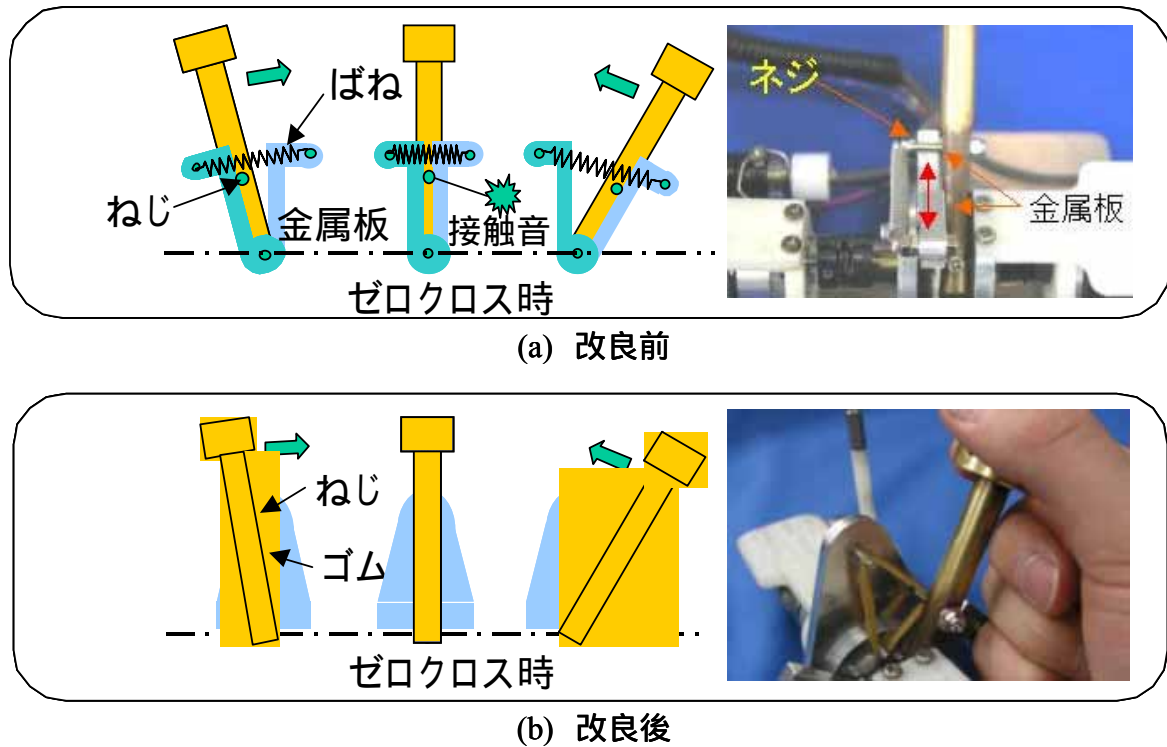 ばね
ねじ
金属板
接触音
ゼロクロス時
ネジ
金属板
(a) 改良前
ねじ
ゴム
ゼロクロス時
(b) 改良後